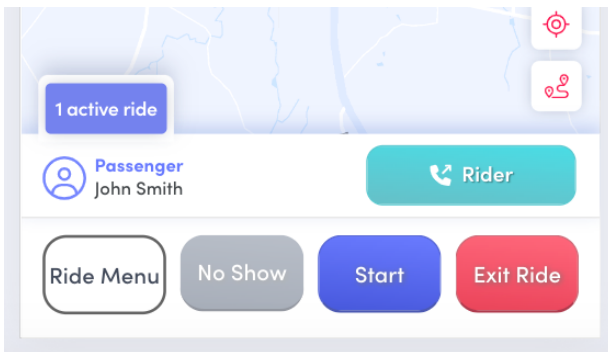 1 active ride
Passenger
John Smith
Rider
Ride Menu
No Show
Start
Exit Ride